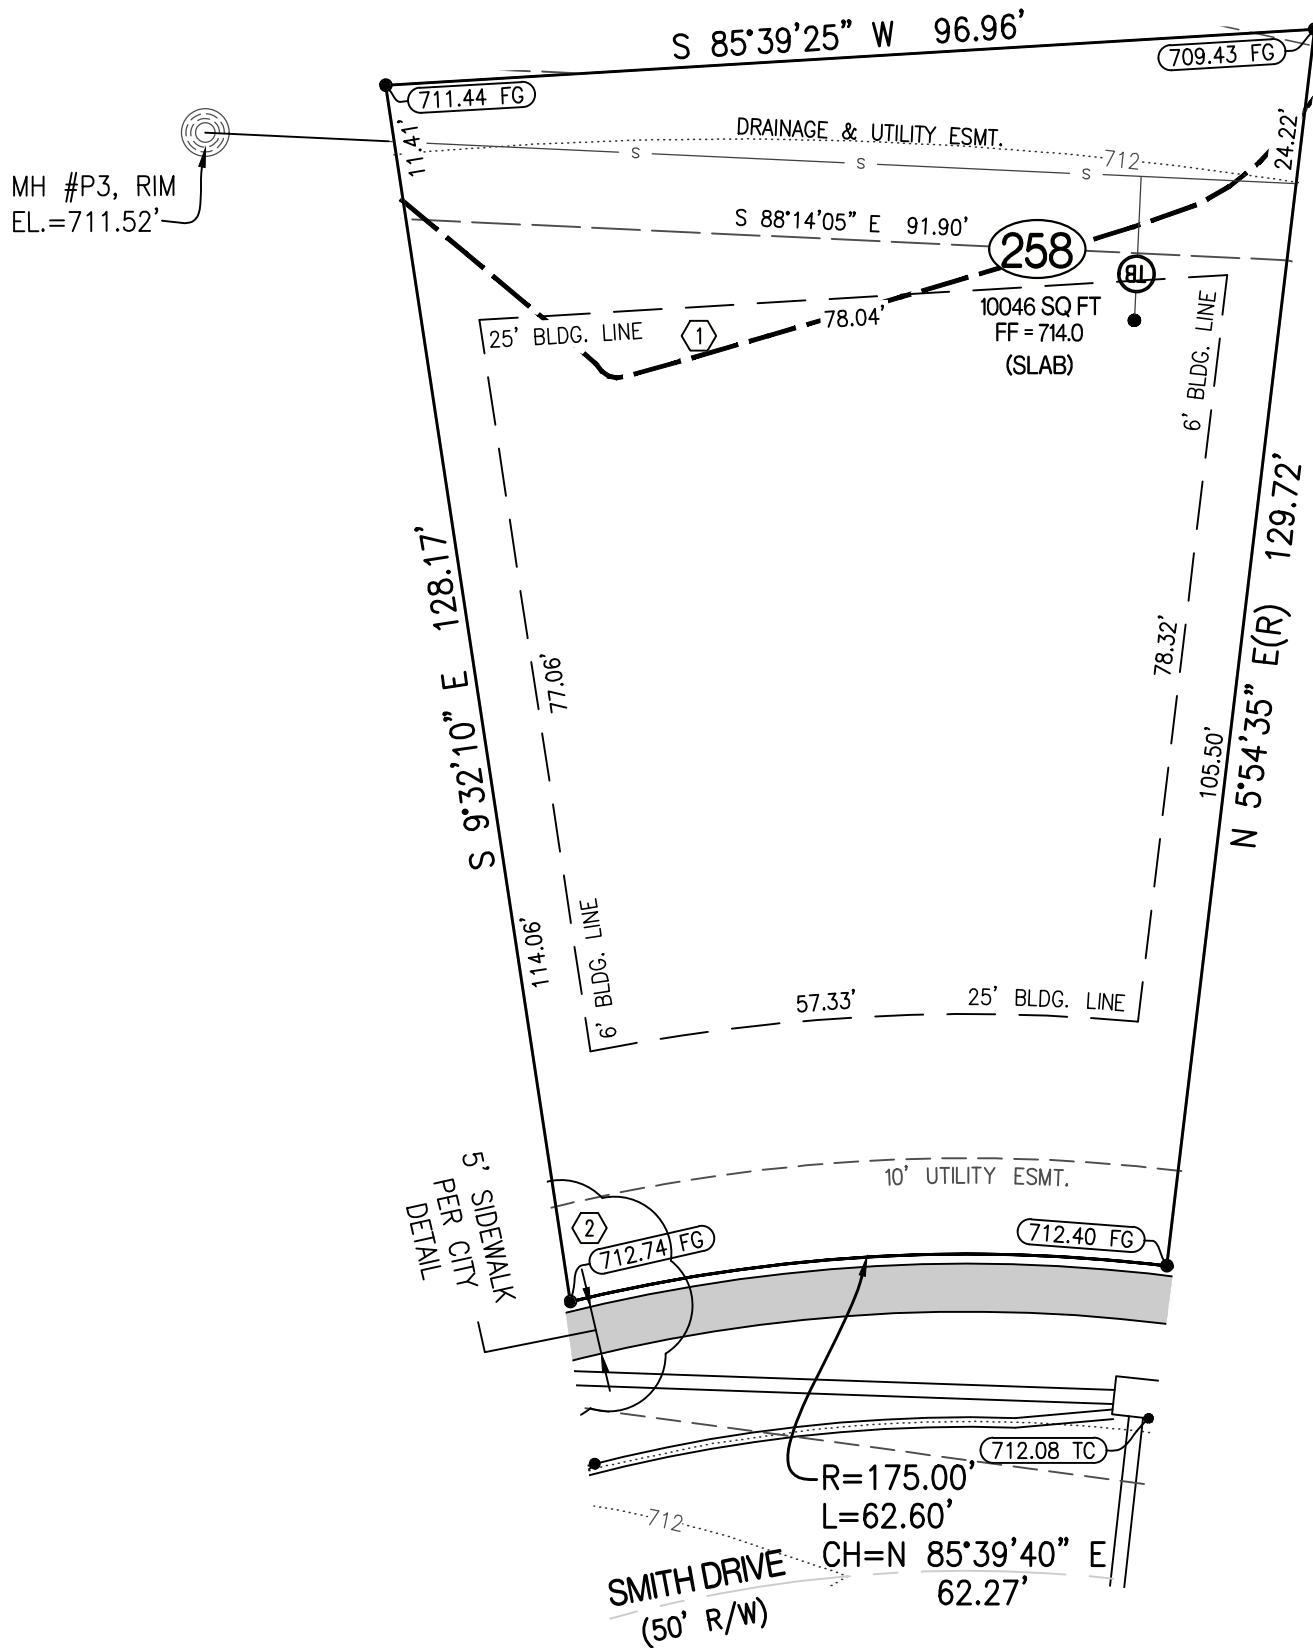 S 85°39'25" W 96.96'
709.43 FG
711.44 FG
11.41'
DRAINAGE & UTILITY ESMT.
712
24.22'
S
S
S
MH #P3, RIM
EL.=711.52'
S 88°14'05" E 91.90'
258
TB
10046 SQ FT
FF = 714.0
(SLAB)
78.04'
25' BLDG. LINE
1
6' BLDG. LINE
S 9°32'10" E 128.17'
77.06'
78.32'
N 5°54'35" E(R) 129.72'
105.50'
114.06'
6' BLDG. LINE
57.33'
25' BLDG. LINE
5' SIDEWALK
PER CITY
DETAIL
10' UTILITY ESMT.
2
712.74 FG
712.40 FG
712.08 TC
R=175.00'
L=62.60'
CH=N 85°39'40" E
62.27'
712
SMITH DRIVE
(50' R/W)